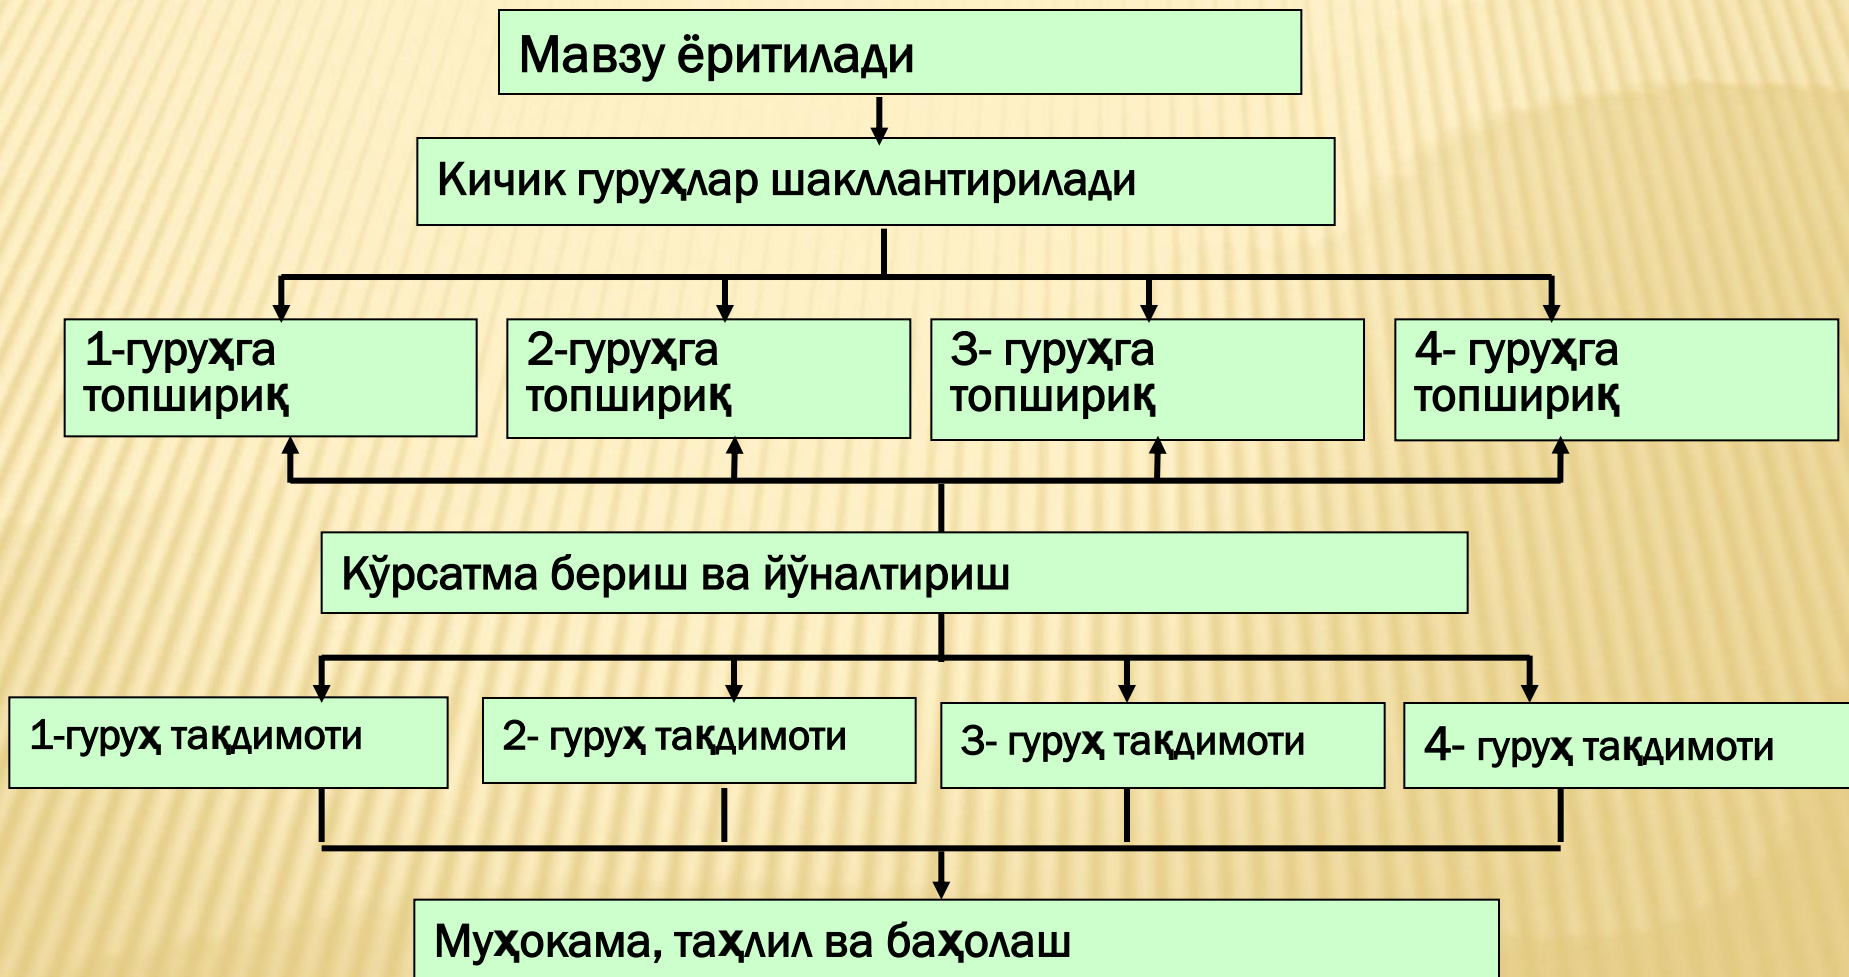 Мавзу ёритилади
Кичик гуруҳлар шакллантирилади
1-гуруҳга
топшириқ
2-гуруҳга
топшириқ
3- гуруҳга
топшириқ
4- гуруҳга
топшириқ
Кўрсатма бериш ва йўналтириш
1-гуруҳ тақдимоти
2- гуруҳ тақдимоти
3- гуруҳ тақдимоти
4- гуруҳ тақдимоти
Муҳокама, таҳлил ва баҳолаш